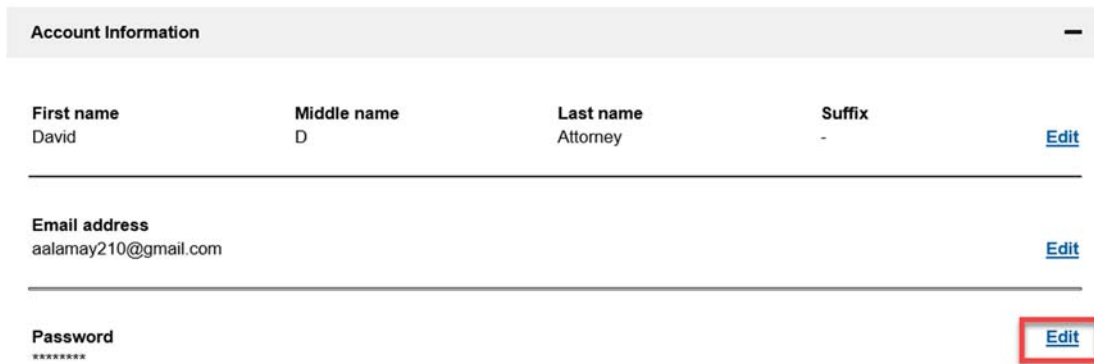 Account Information
First name Middle name Last name Suffix
David D Attorney - Edit
Email address
aalamay210@gmail.com Edit
Password Edit
********